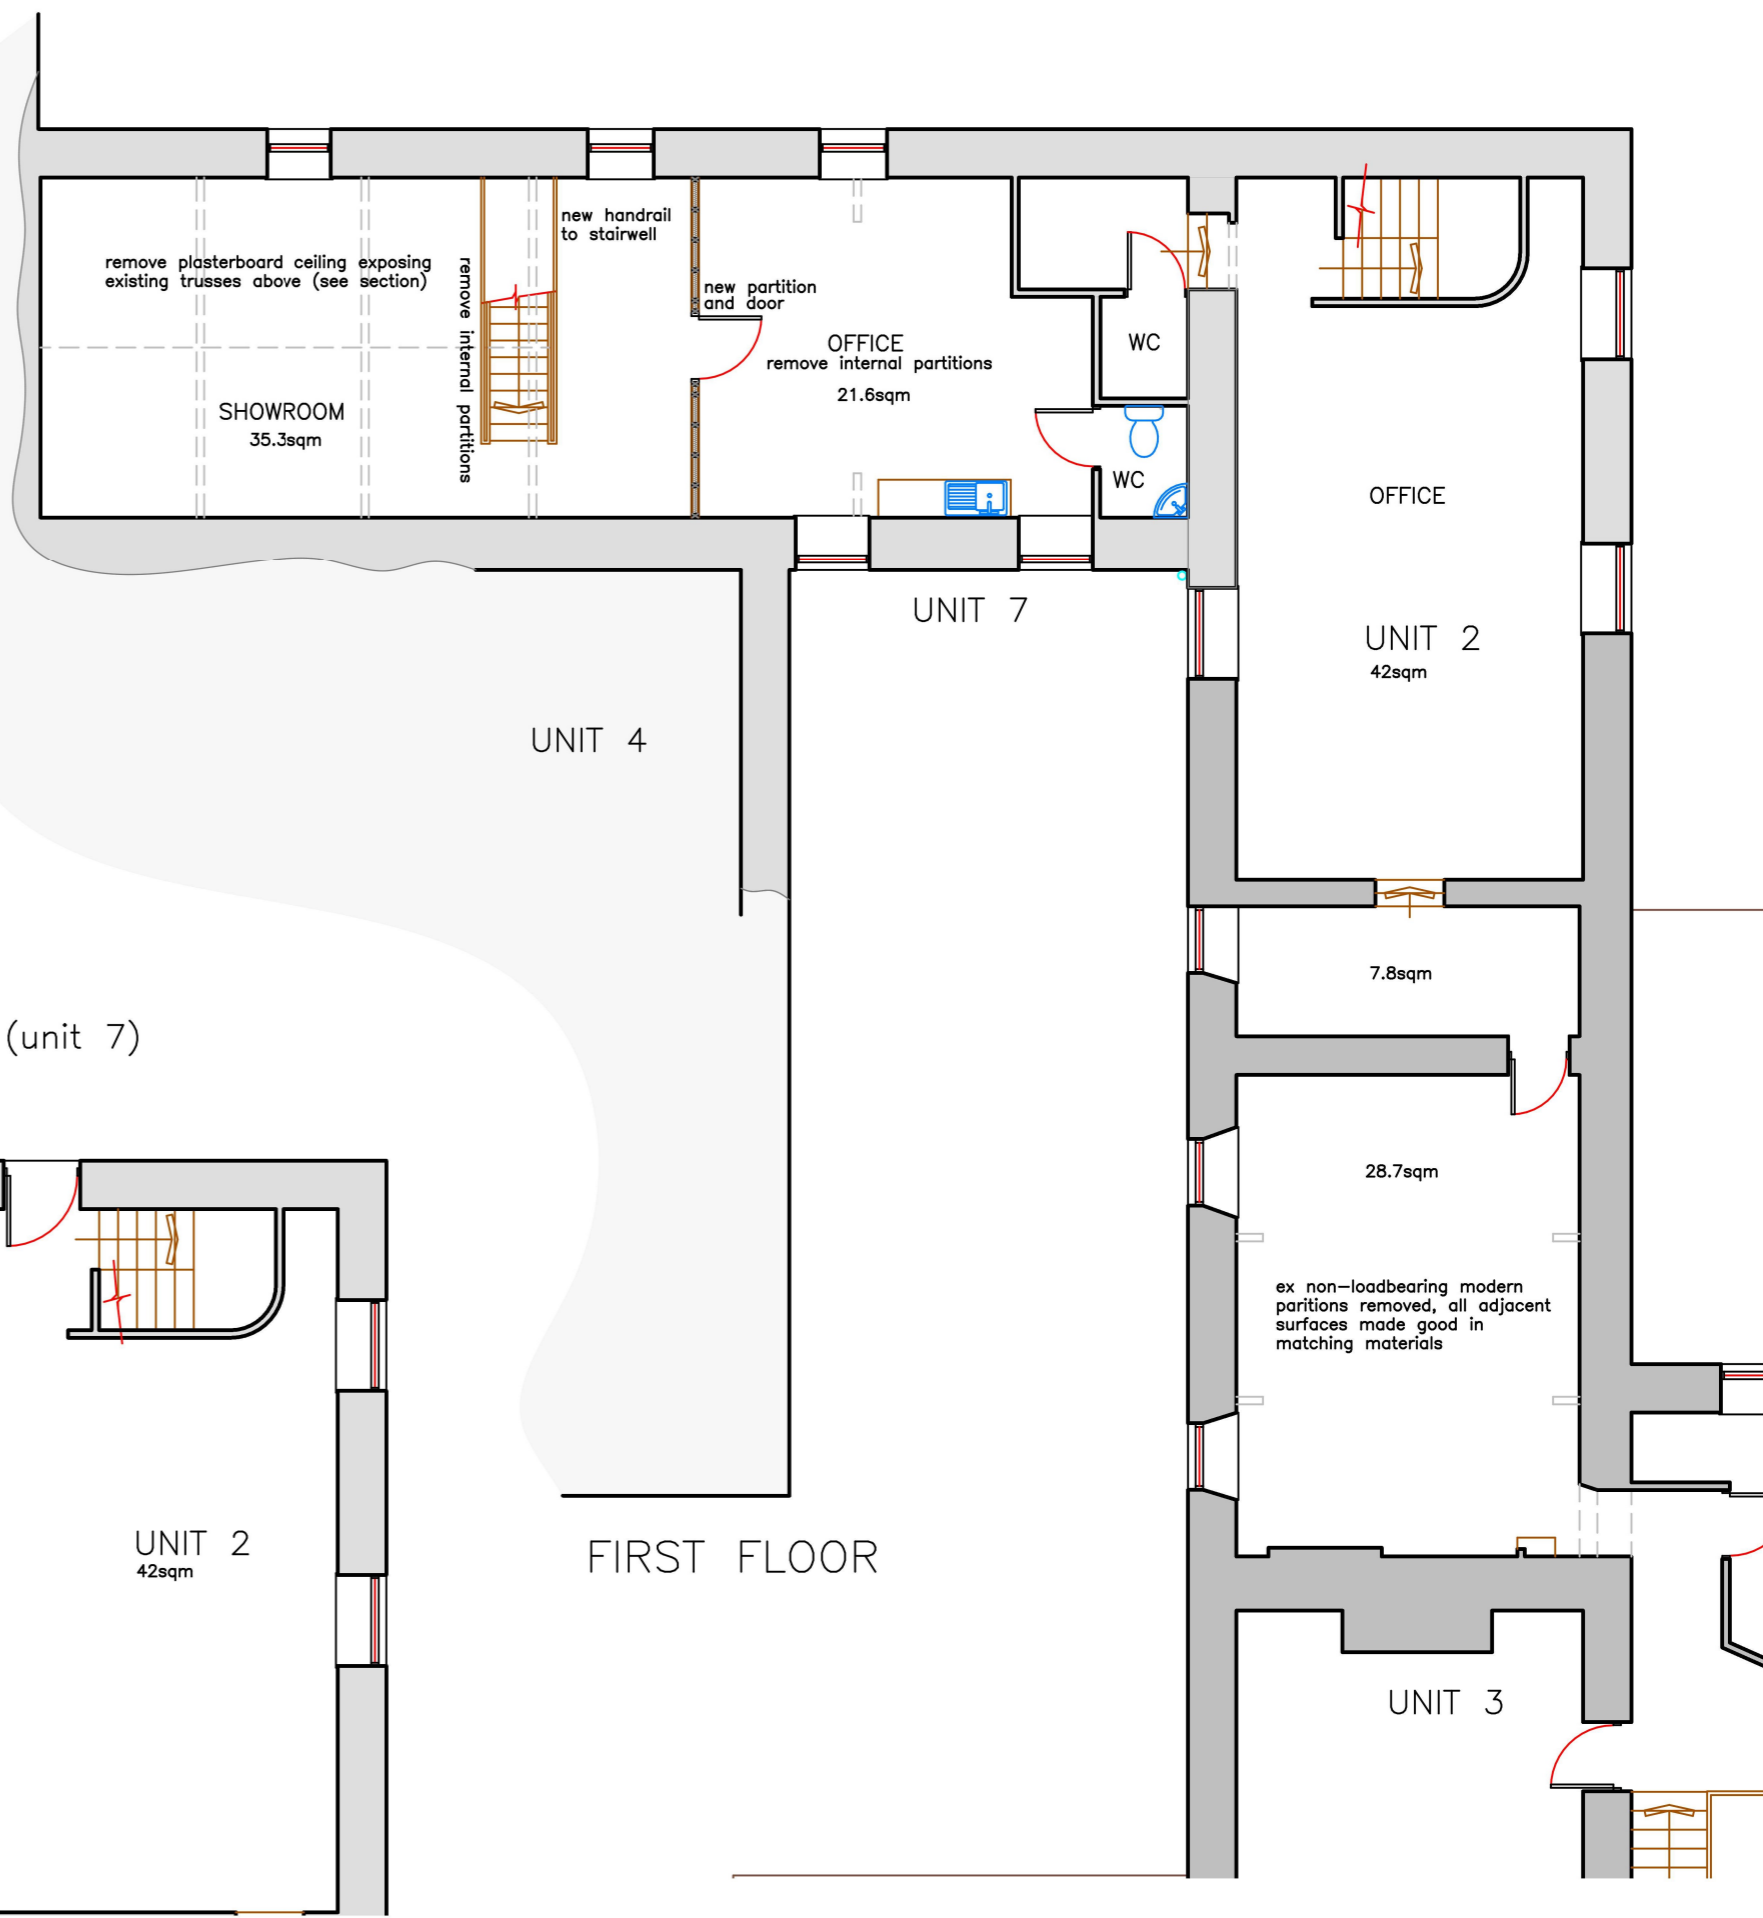 new handrail
to stairwell
remove plasterboard ceiling exposing
existing trusses above (see section)
remove internal partitions
new partition
and door
OFFICE
remove internal partitions
21.6sqm
WC
SHOWROOM
35.3sqm
WC
OFFICE
UNIT 7
UNIT 2
42sqm
UNIT 4
7.8sqm
(unit 7)
28.7sqm
ex non-loadbearing modern
paritions removed, all adjacent
surfaces made good in
matching materials
UNIT 2
42sqm
FIRST FLOOR
UNIT 3